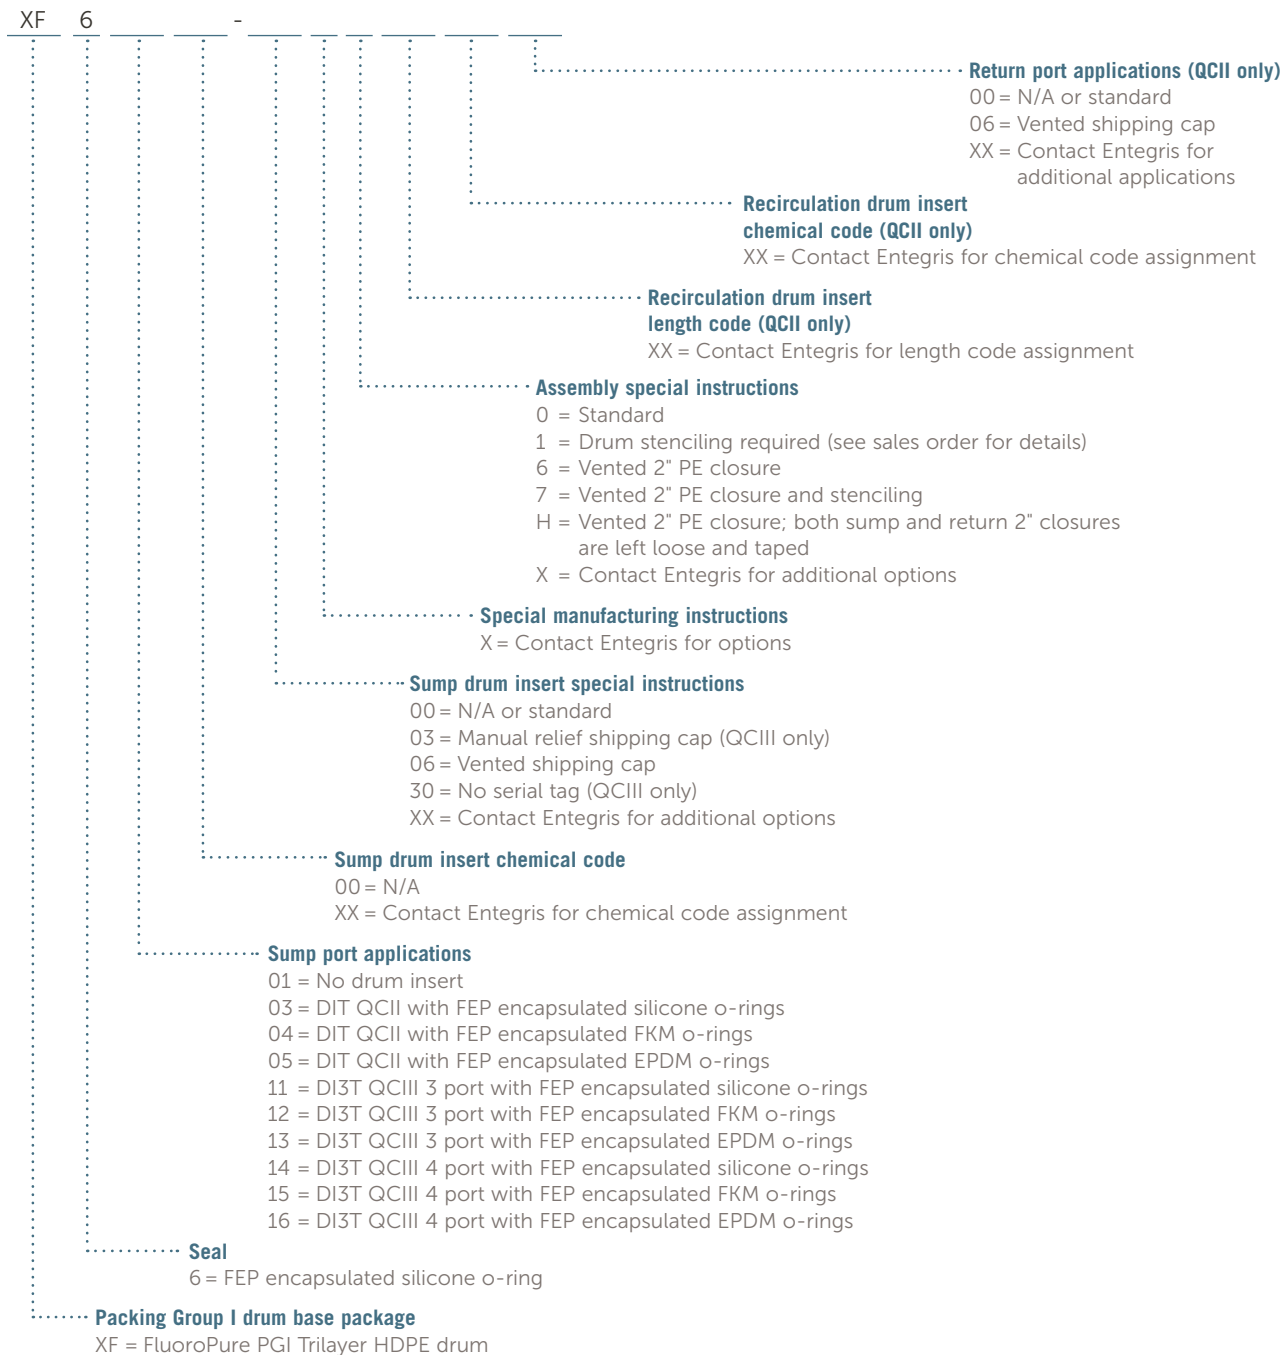 XF 6 -
Return port applications (QCII only)
00 = N/A or standard
06 = Vented shipping cap
XX = Contact Entegris for
additional applications
Recirculation drum insert
chemical code (QCII only)
XX = Contact Entegris for chemical code assignment
Recirculation drum insert
length code (QCII only)
XX = Contact Entegris for length code assignment
Assembly special instructions
0 = Standard
1 = Drum stenciling required (see sales order for details)
6 = Vented 2" PE closure
7 = Vented 2" PE closure and stenciling
H = Vented 2" PE closure; both sump and return 2" closures
are left loose and taped
X = Contact Entegris for additional options
Special manufacturing instructions
X = Contact Entegris for options
Sump drum insert special instructions
00 = N/A or standard
03 = Manual relief shipping cap (QCIII only)
06 = Vented shipping cap
30 = No serial tag (QCIII only)
XX = Contact Entegris for additional options
Sump drum insert chemical code
00 = N/A
XX = Contact Entegris for chemical code assignment
Sump port applications
01 = No drum insert
03 = DIT QCII with FEP encapsulated silicone o-rings
04 = DIT QCII with FEP encapsulated FKM o-rings
05 = DIT QCII with FEP encapsulated EPDM o-rings
11 = DI3T QCIII 3 port with FEP encapsulated silicone o-rings
12 = DI3T QCIII 3 port with FEP encapsulated FKM o-rings
13 = DI3T QCIII 3 port with FEP encapsulated EPDM o-rings
14 = DI3T QCIII 4 port with FEP encapsulated silicone o-rings
15 = DI3T QCIII 4 port with FEP encapsulated FKM o-rings
16 = DI3T QCIII 4 port with FEP encapsulated EPDM o-rings
Seal
6 = FEP encapsulated silicone o-ring
Packing Group I drum base package
XF = FluoroPure PGI Trilayer HDPE drum